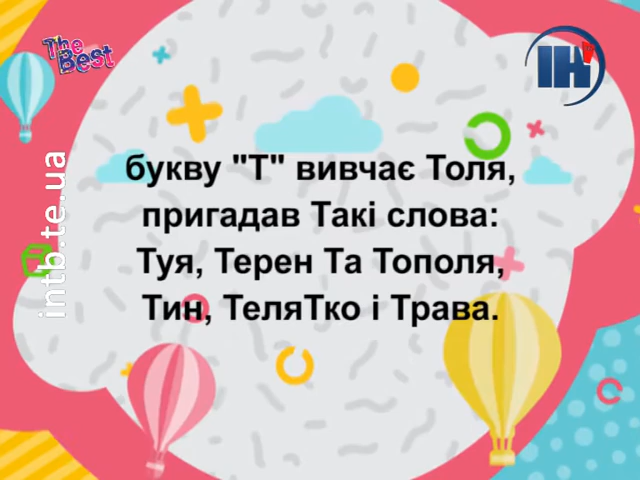 The
Best
ІН
intb.te.ua
букву "Т" вивчає Толя,
пригадав Такі слова:
Туя, Терен Та Тополя,
Тин, ТеляТко і Трава.